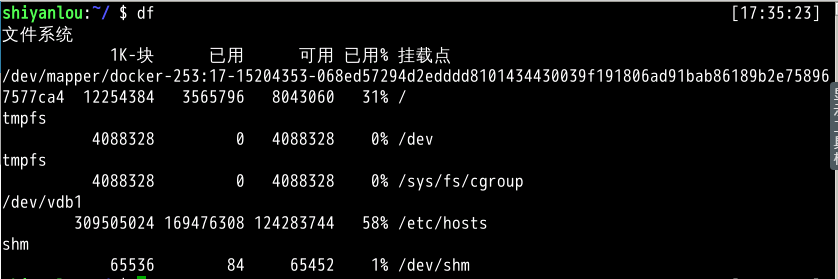 shiyanlou:~/ $ df [17:35:23]
文件系统
1K-块 已用 可用 已用% 挂载点
/dev/mapper/docker-253:17-15204353-068ed57294d2edddd8101434430039f191806ad91bab86189b2e75896
7577ca4 12254384 3565796 8043060 31% /
tmpfs
4088328 0 4088328 0% /dev
tmpfs
4088328 0 4088328 0% /sys/fs/cgroup
/dev/vdb1
309505024 169476308 124283744 58% /etc/hosts
shm
65536 84 65452 1% /dev/shm